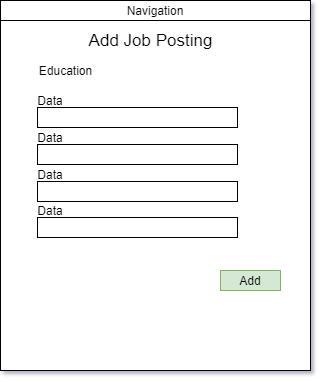 Navigation
Add Job Posting
Education
Data
Data
Data
Data
Add